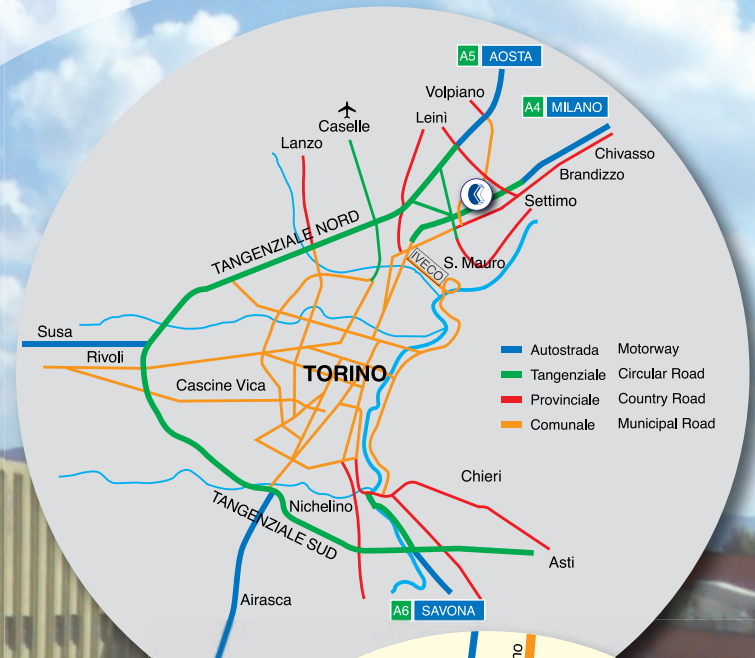 A5 AOSTA
Volpiano
A4 MILANO
Leinì
Caselle
Lanzo
Chivasso
Brandizzo
Settimo
TANGENZIALE NORD
IVECO
S. Mauro
Susa
Rivoli
Cascine Vica
TORINO
Autostrada Motorway
Tangenziale Circular Road
Provinciale Country Road
Comunale Municipal Road
Chieri
Nichelino
TANGENZIALE SUD
Asti
Airasca
A6 SAVONA